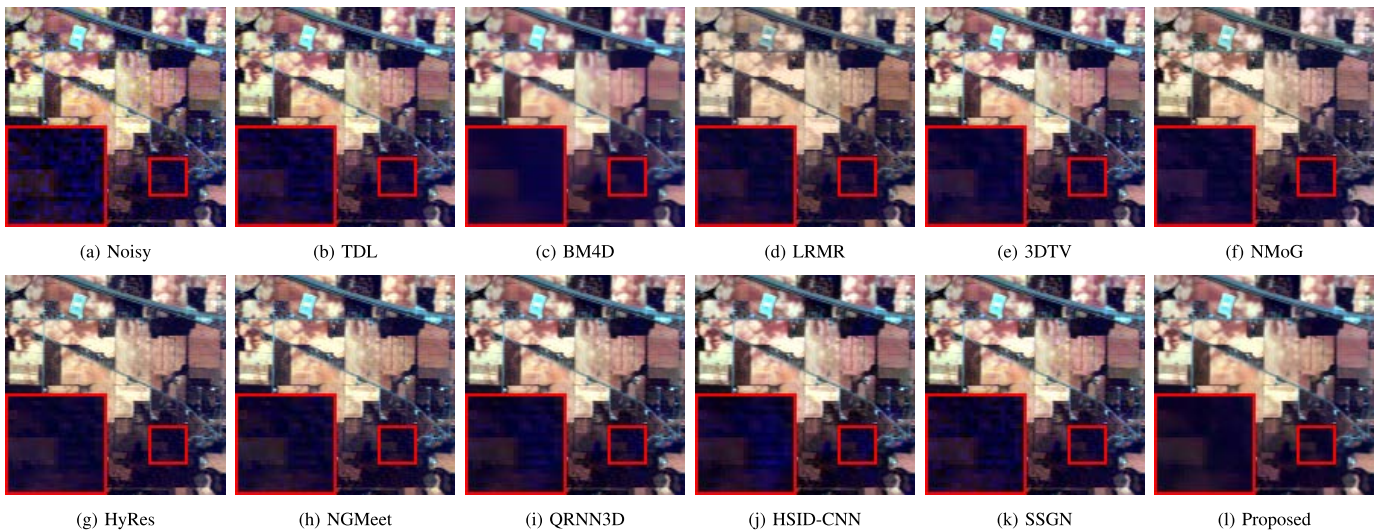 (a) Noisy (b) TDL (c) BM4D (d) LRMR (e) 3DTV (f) NMoG
(g) HyRes (h) NGMeet (i) QRNN3D (j) HSID-CNN (k) SSGN (l) Proposed